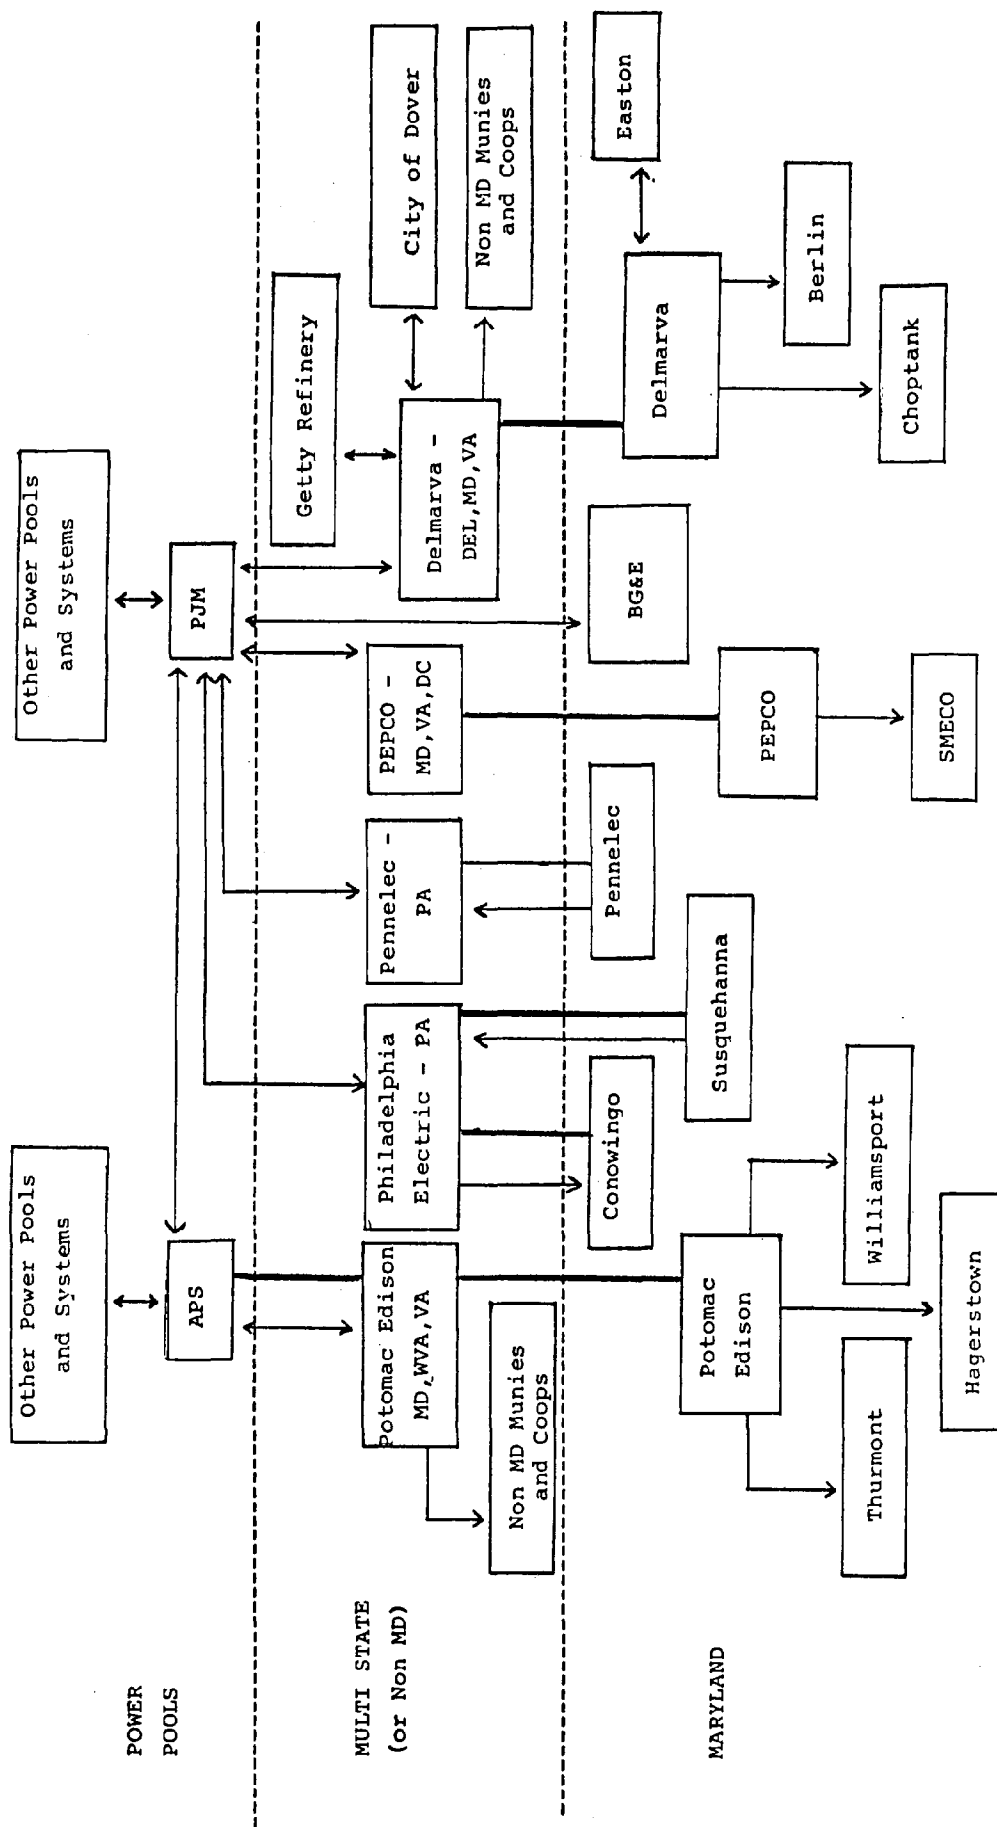 POWER
POOLS
Other Power Pools
and Systems
APS
Other Power Pools
and Systems
PJM
MULTI STATE
(or Non MD)
Potomac Edison
MD, WVA, VA
Non MD Munies
and Coops
Philadelphia
Electric - PA
Pennelec -
PA
PEPCO -
MD,VA,DC
Delmarva -
DEL,MD,VA
Getty Refinery
City of Dover
Non MD Munies
and Coops
MARYLAND
Potomac
Edison
Thurmont
Hagerstown
Williamsport
Conowingo
Susquehanna
Pennelec
PEPCO
SMECO
BG&E
Delmarva
Choptank
Berlin
Easton